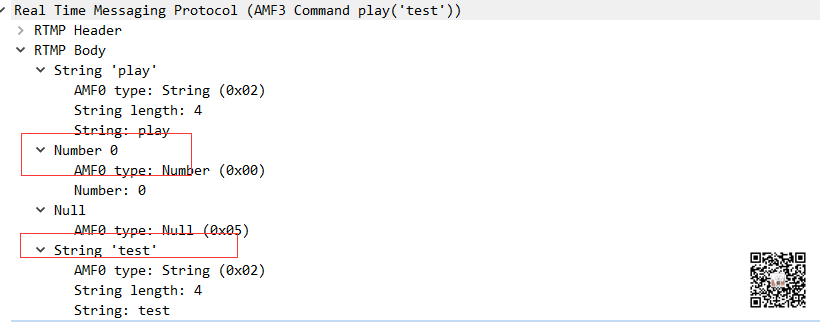 Real Time Messaging Protocol (AMF3 Command play('test'))
RTMP Header
RTMP Body
String 'play'
AMF0 type: String (0x02)
String length: 4
String: play
Number 0
AMF0 type: Number (0x00)
Number: 0
Null
AMF0 type: Null (0x05)
String 'test'
AMF0 type: String (0x02)
String length: 4
String: test